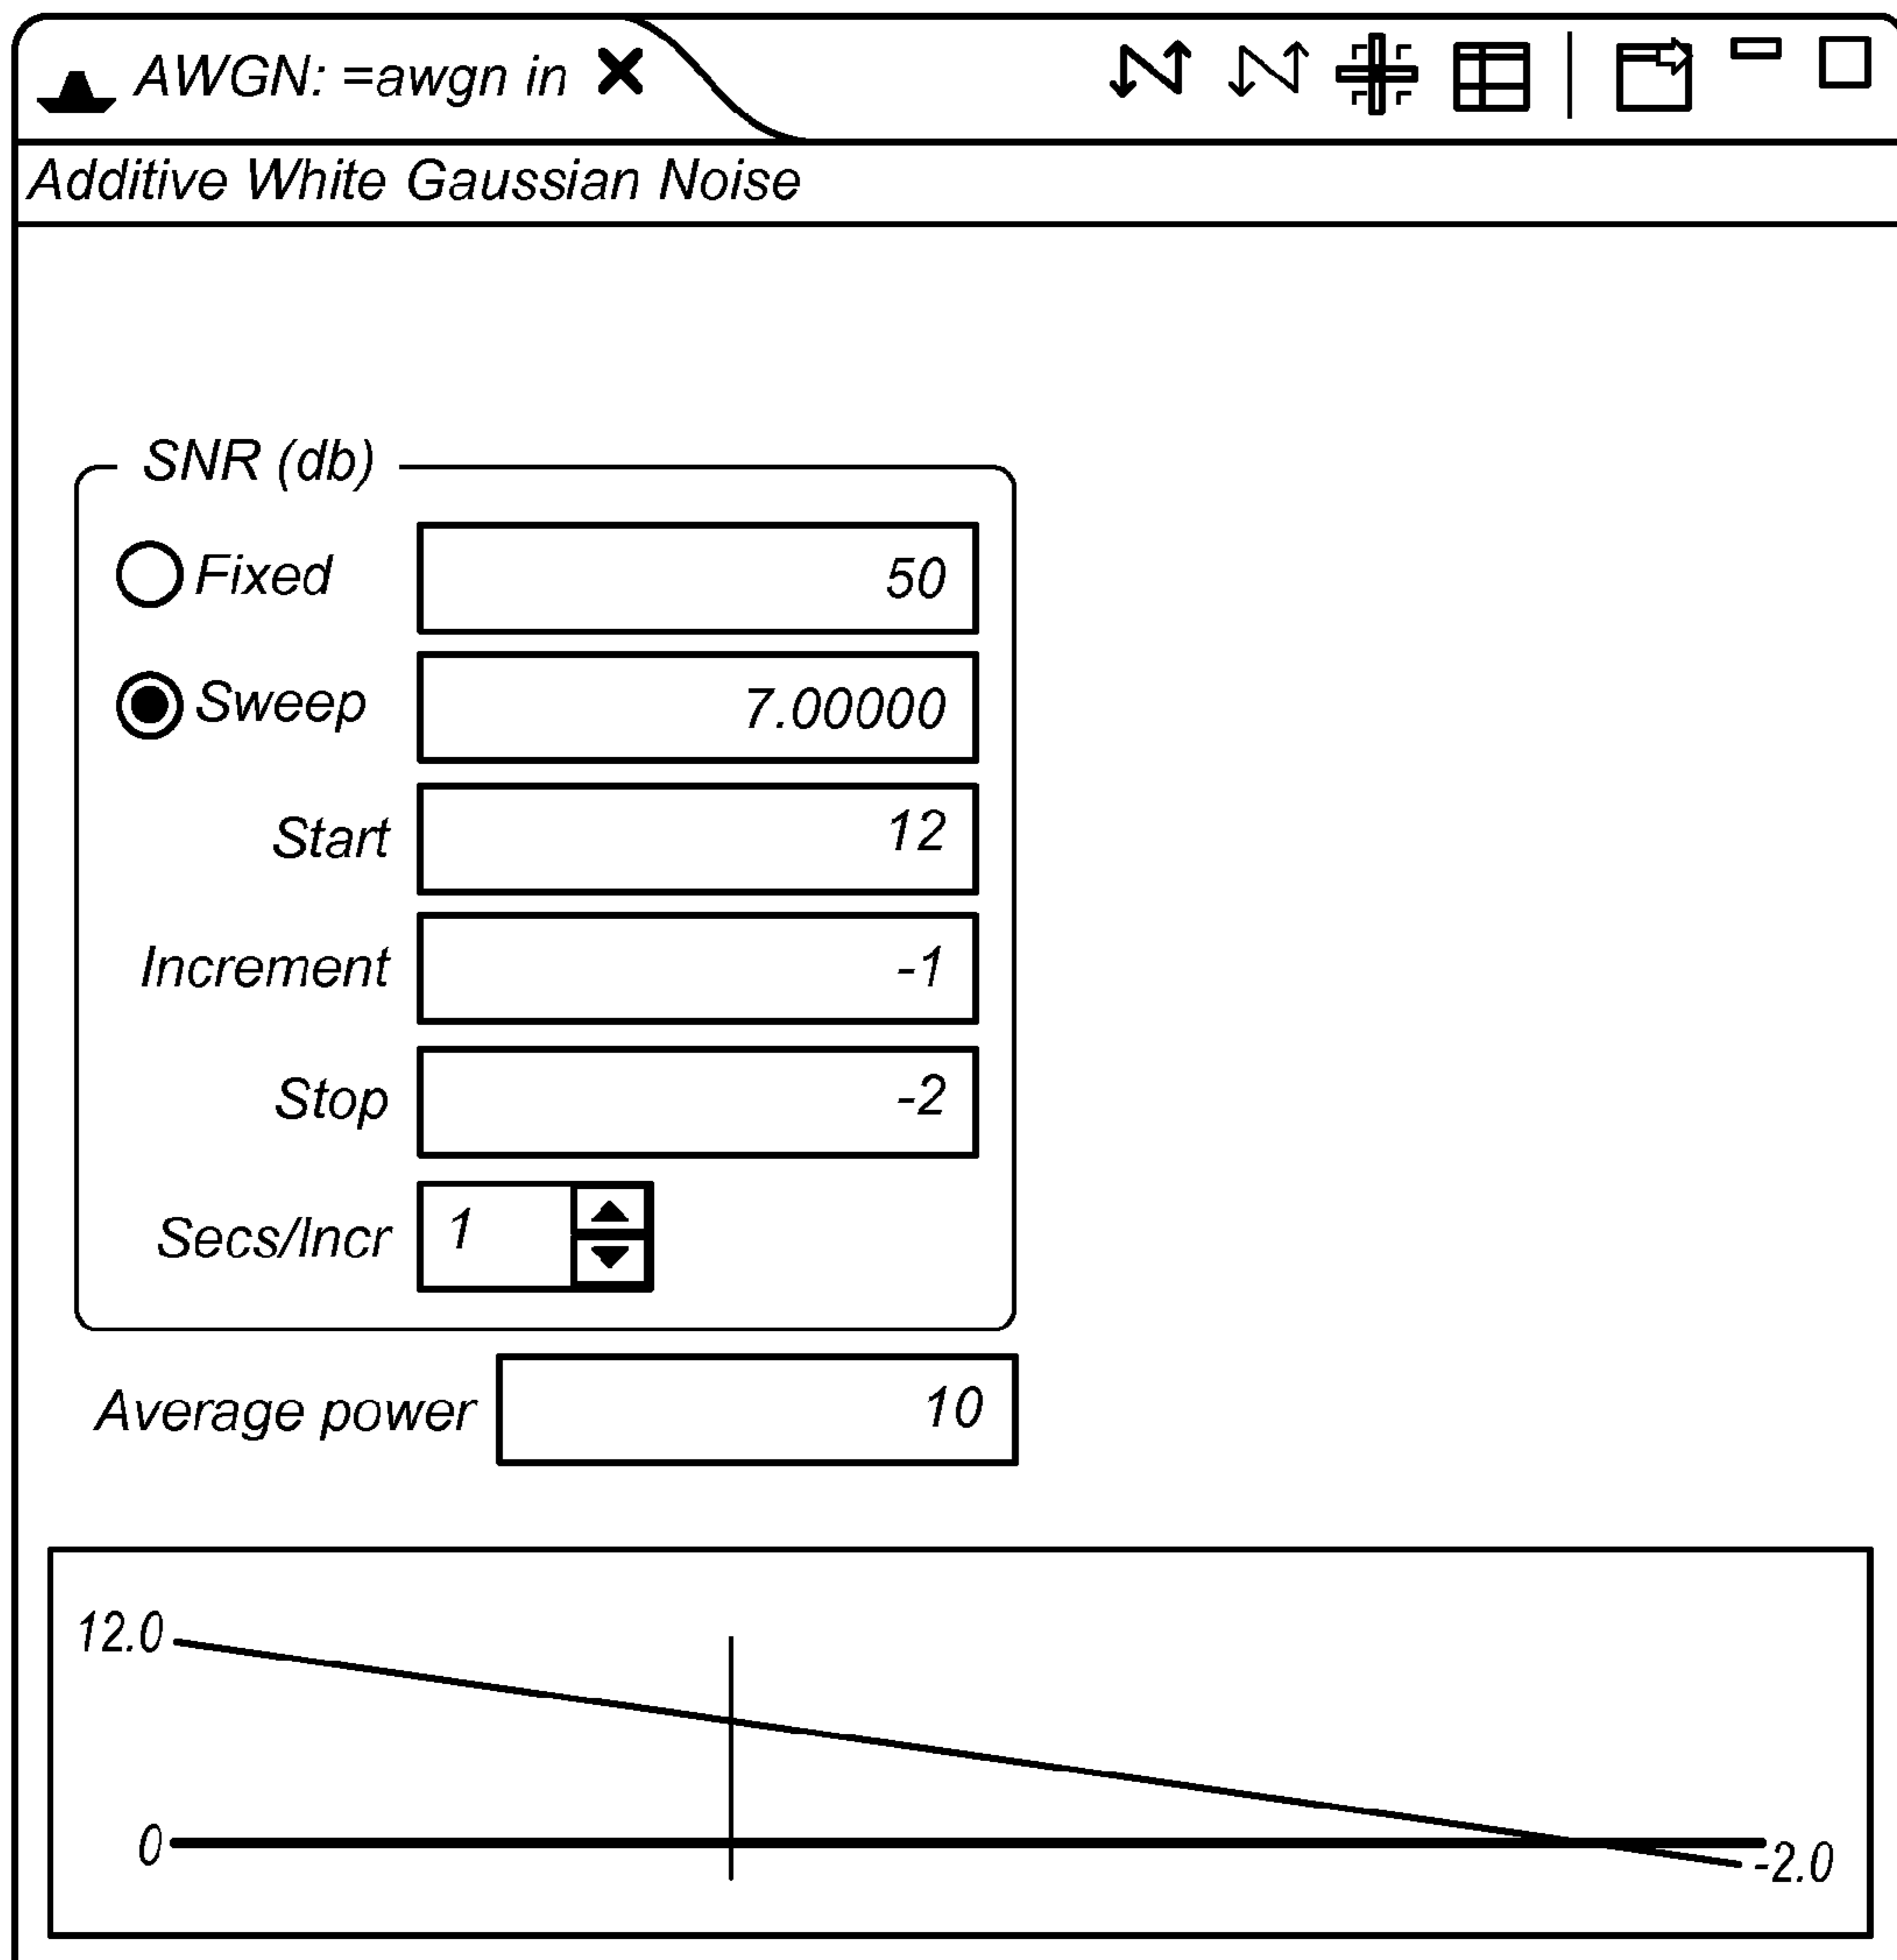 AWGN: =awgn in
Additive White Gaussian Noise
SNR (db)
Fixed 50
Sweep 7.00000
Start 12
Increment -1
Stop -2
Secs/Incr 1
Average power 10
12.0
0
-2.0